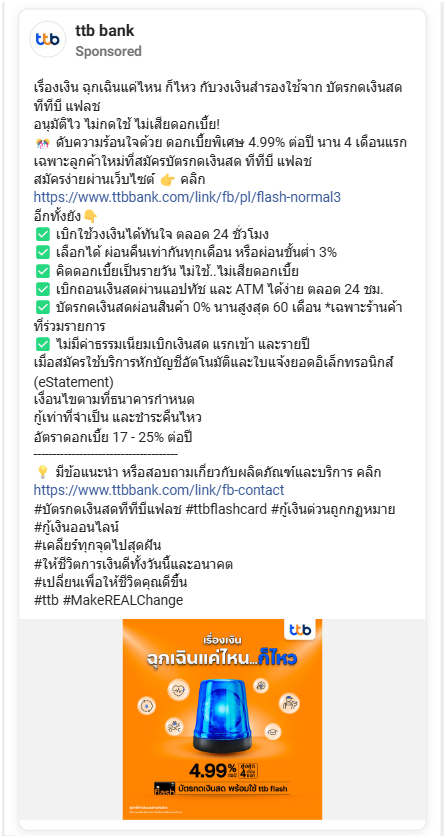 ttb
ttb bank
Sponsored
เรื่องเงิน ฉุกเฉินแค่ไหน ก็ไหว กับวงเงินสำรองใช้จาก บัตรกดเงินสด
ทีทีบี แฟลช
อนุมัติไว ไม่กดใช้ ไม่เสียดอกเบี้ย!
🎊 ดับความร้อนใจด้วย ดอกเบี้ยพิเศษ 4.99% ต่อปี นาน 4 เดือนแรก
เฉพาะลูกค้าใหม่ที่สมัครบัตรกดเงินสด ทีทีบี แฟลช
สมัครง่ายผ่านเว็บไซต์ 👉 คลิก
https://www.ttbbank.com/link/fb/pl/flash-normal3
อีกทั้งยัง👇
✅ เบิกใช้วงเงินได้ทันใจ ตลอด 24 ชั่วโมง
✅ เลือกได้ ผ่อนคืนเท่ากันทุกเดือน หรือผ่อนขั้นต่ำ 3%
✅ คิดดอกเบี้ยเป็นรายวัน ไม่ใช้..ไม่เสียดอกเบี้ย
✅ เบิกถอนเงินสดผ่านแอปทัช และ ATM ได้ง่าย ตลอด 24 ชม.
✅ บัตรกดเงินสดผ่อนสินค้า 0% นานสูงสุด 60 เดือน *เฉพาะร้านค้า
ที่ร่วมรายการ
✅ ไม่มีค่าธรรมเนียมเบิกเงินสด แรกเข้า และรายปี
เมื่อสมัครใช้บริการหักบัญชีอัตโนมัติและใบแจ้งยอดอิเล็กทรอนิกส์
(eStatement)
เงื่อนไขตามที่ธนาคารกำหนด
กู้เท่าที่จำเป็น และชำระคืนไหว
อัตราดอกเบี้ย 17 - 25% ต่อปี
--------------------------------------
💡 มีข้อแนะนำ หรือสอบถามเกี่ยวกับผลิตภัณฑ์และบริการ คลิก
https://www.ttbbank.com/link/fb-contact
#บัตรกดเงินสดทีทีบีแฟลช #ttbflashcard #กู้เงินด่วนถูกกฎหมาย
#กู้เงินออนไลน์
#เคลียร์ทุกจุดไปสุดฝัน
#ให้ชีวิตการเงินดีทั้งวันนี้และอนาคต
#เปลี่ยนเพื่อให้ชีวิตคุณดีขึ้น
#ttb #MakeREALChange
ttb
เรื่องเงิน
ฉุกเฉินแค่ไหน...ก็ไหว
4.99% ต่อปี
flash บัตรกดเงินสด พร้อมใช้ ttb flash